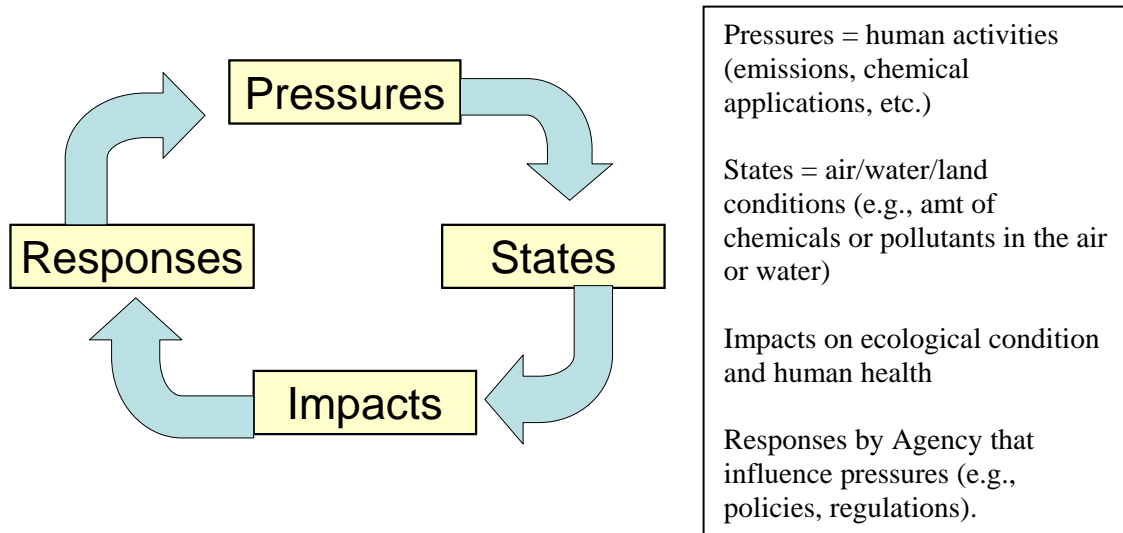 Pressures
States
Impacts
Responses
Pressures = human activities
(emissions, chemical
applications, etc.)
States = air/water/land
conditions (e.g., amt of
chemicals or pollutants in the air
or water)
Impacts on ecological condition
and human health
Responses by Agency that
influence pressures (e.g.,
policies, regulations).